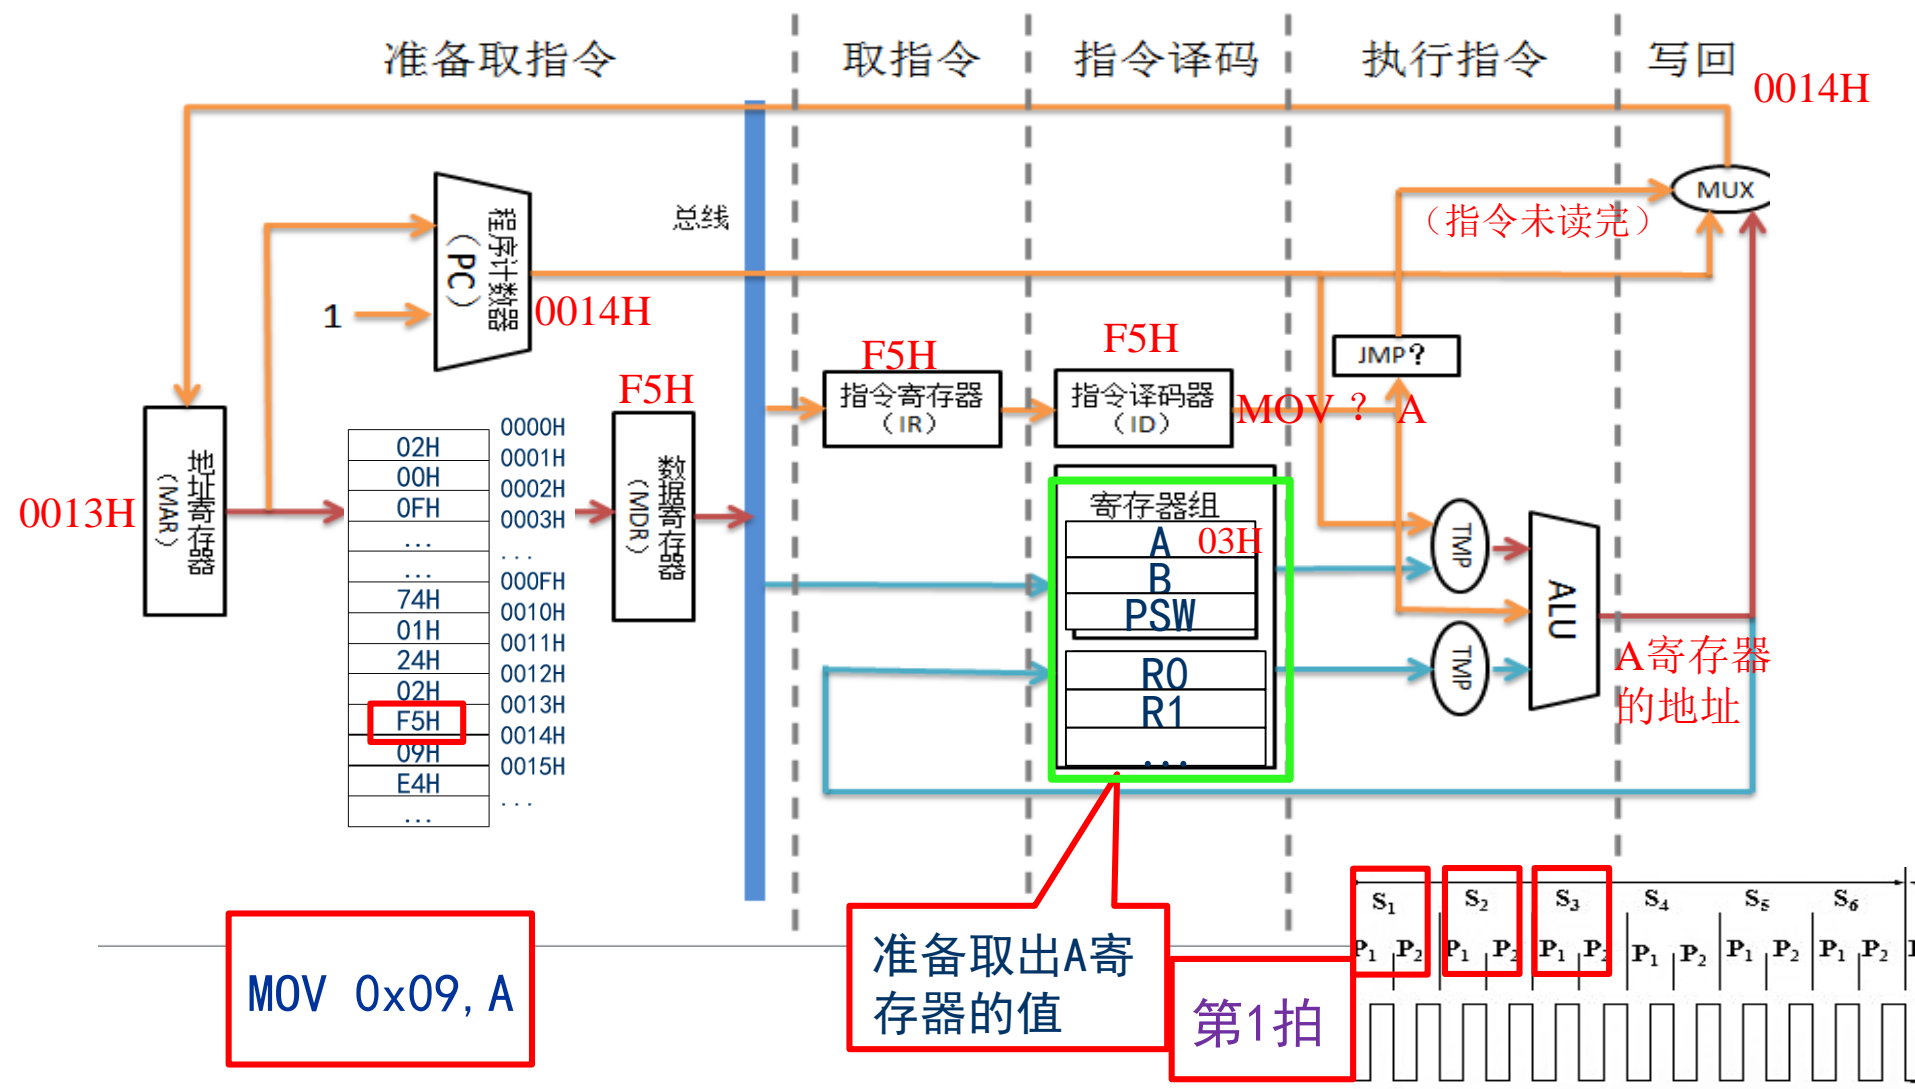 准备取指令
取指令
指令译码
执行指令
写回
0014H
MUX
（指令未读完）
总线
程序计数器
（PC）
1
0014H
JMP？
F5H
F5H
F5H
指令寄存器
（IR）
指令译码器
（ID）
MOV ？ A
地址寄存器
（MAR）
0013H
数据寄存器
（MDR）
02H
00H
0FH
...
...
74H
01H
24H
02H
F5H
09H
E4H
...
0000H
0001H
0002H
0003H
...
000FH
0010H
0011H
0012H
0013H
0014H
0015H
...
寄存器组
A 03H
B
PSW
R0
R1
...
TMP
TMP
ALU
A寄存器
的地址
MOV 0x09,A
准备取出A寄
存器的值
第1拍
S1 S2 S3 S4 S5 S6
P1 P2 P1 P2 P1 P2 P1 P2 P1 P2 P1 P2